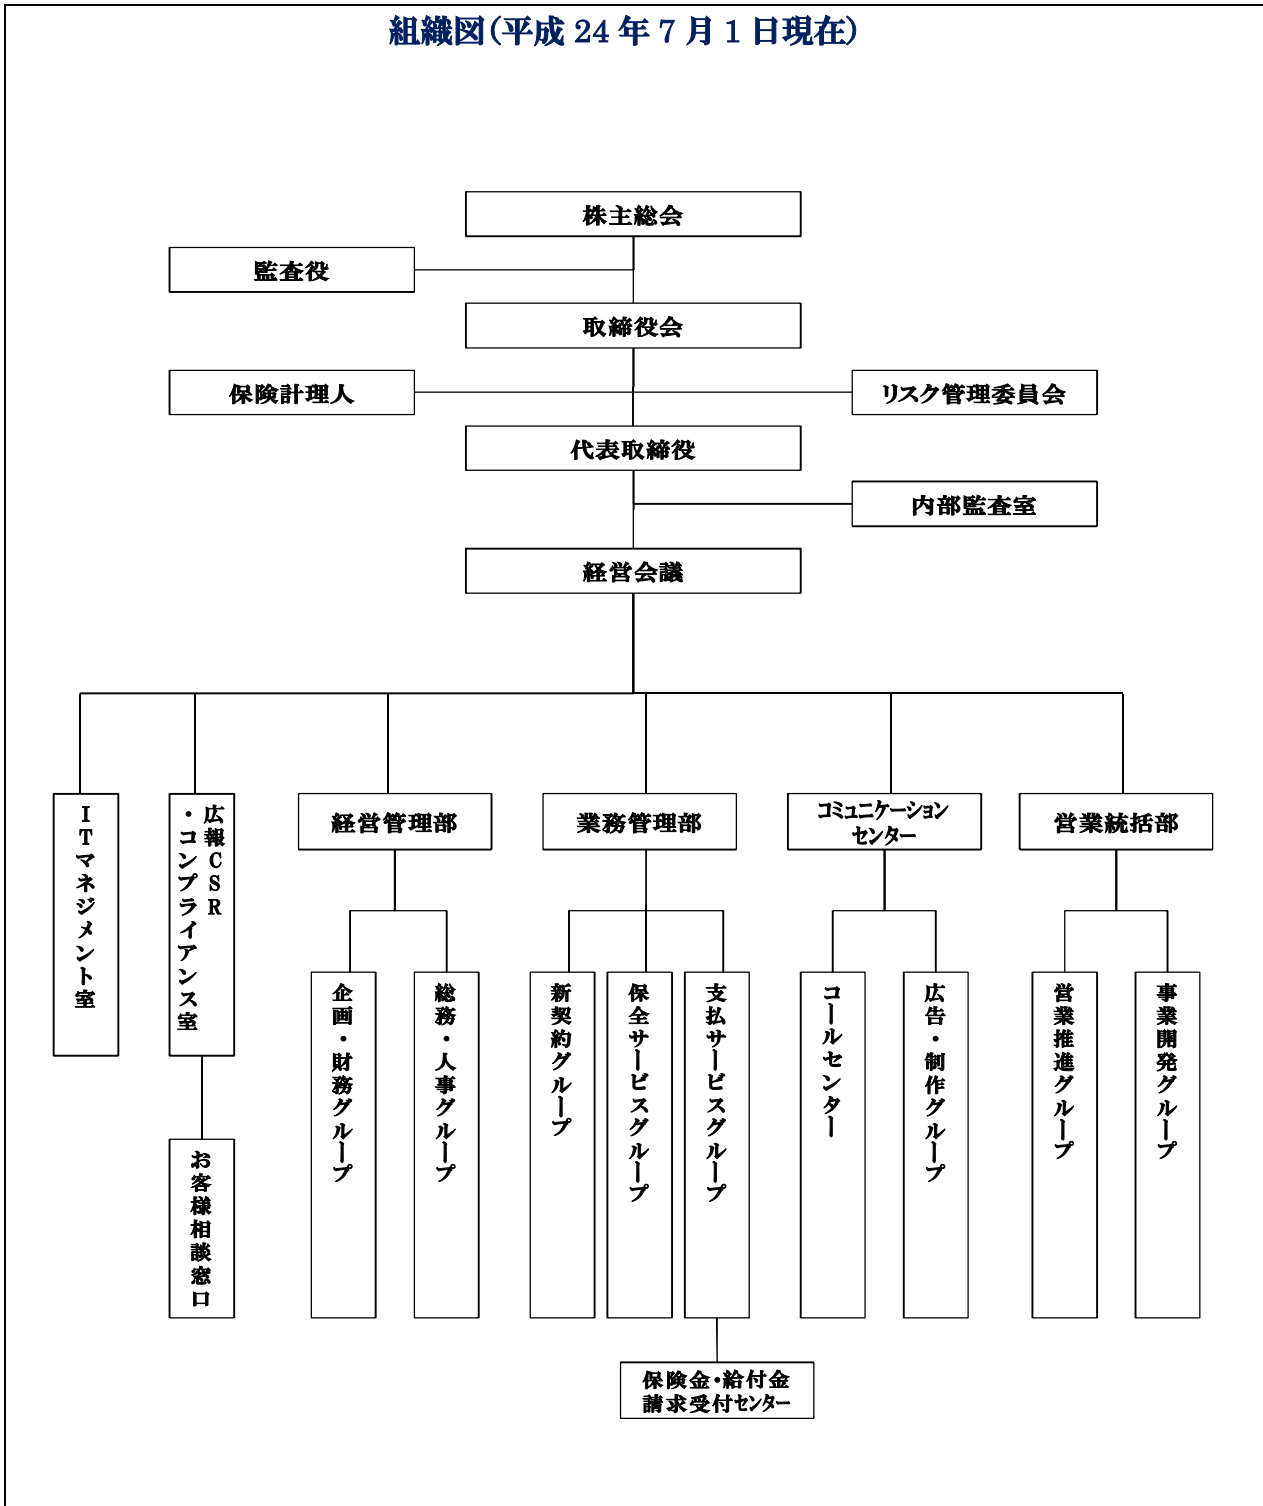 組織図(平成 24 年 7 月 1 日現在)
株主総会
監査役
取締役会
保険計理人
リスク管理委員会
代表取締役
内部監査室
経営会議
ITマネジメント室
広報CSR
・コンプライアンス室
経営管理部
業務管理部
コミュニケーション
センター
営業統括部
企画・財務グループ
総務・人事グループ
新契約グループ
保全サービスグループ
支払サービスグループ
コールセンター
広告・制作グループ
営業推進グループ
事業開発グループ
お客様相談窓口
保険金・給付金
請求受付センター